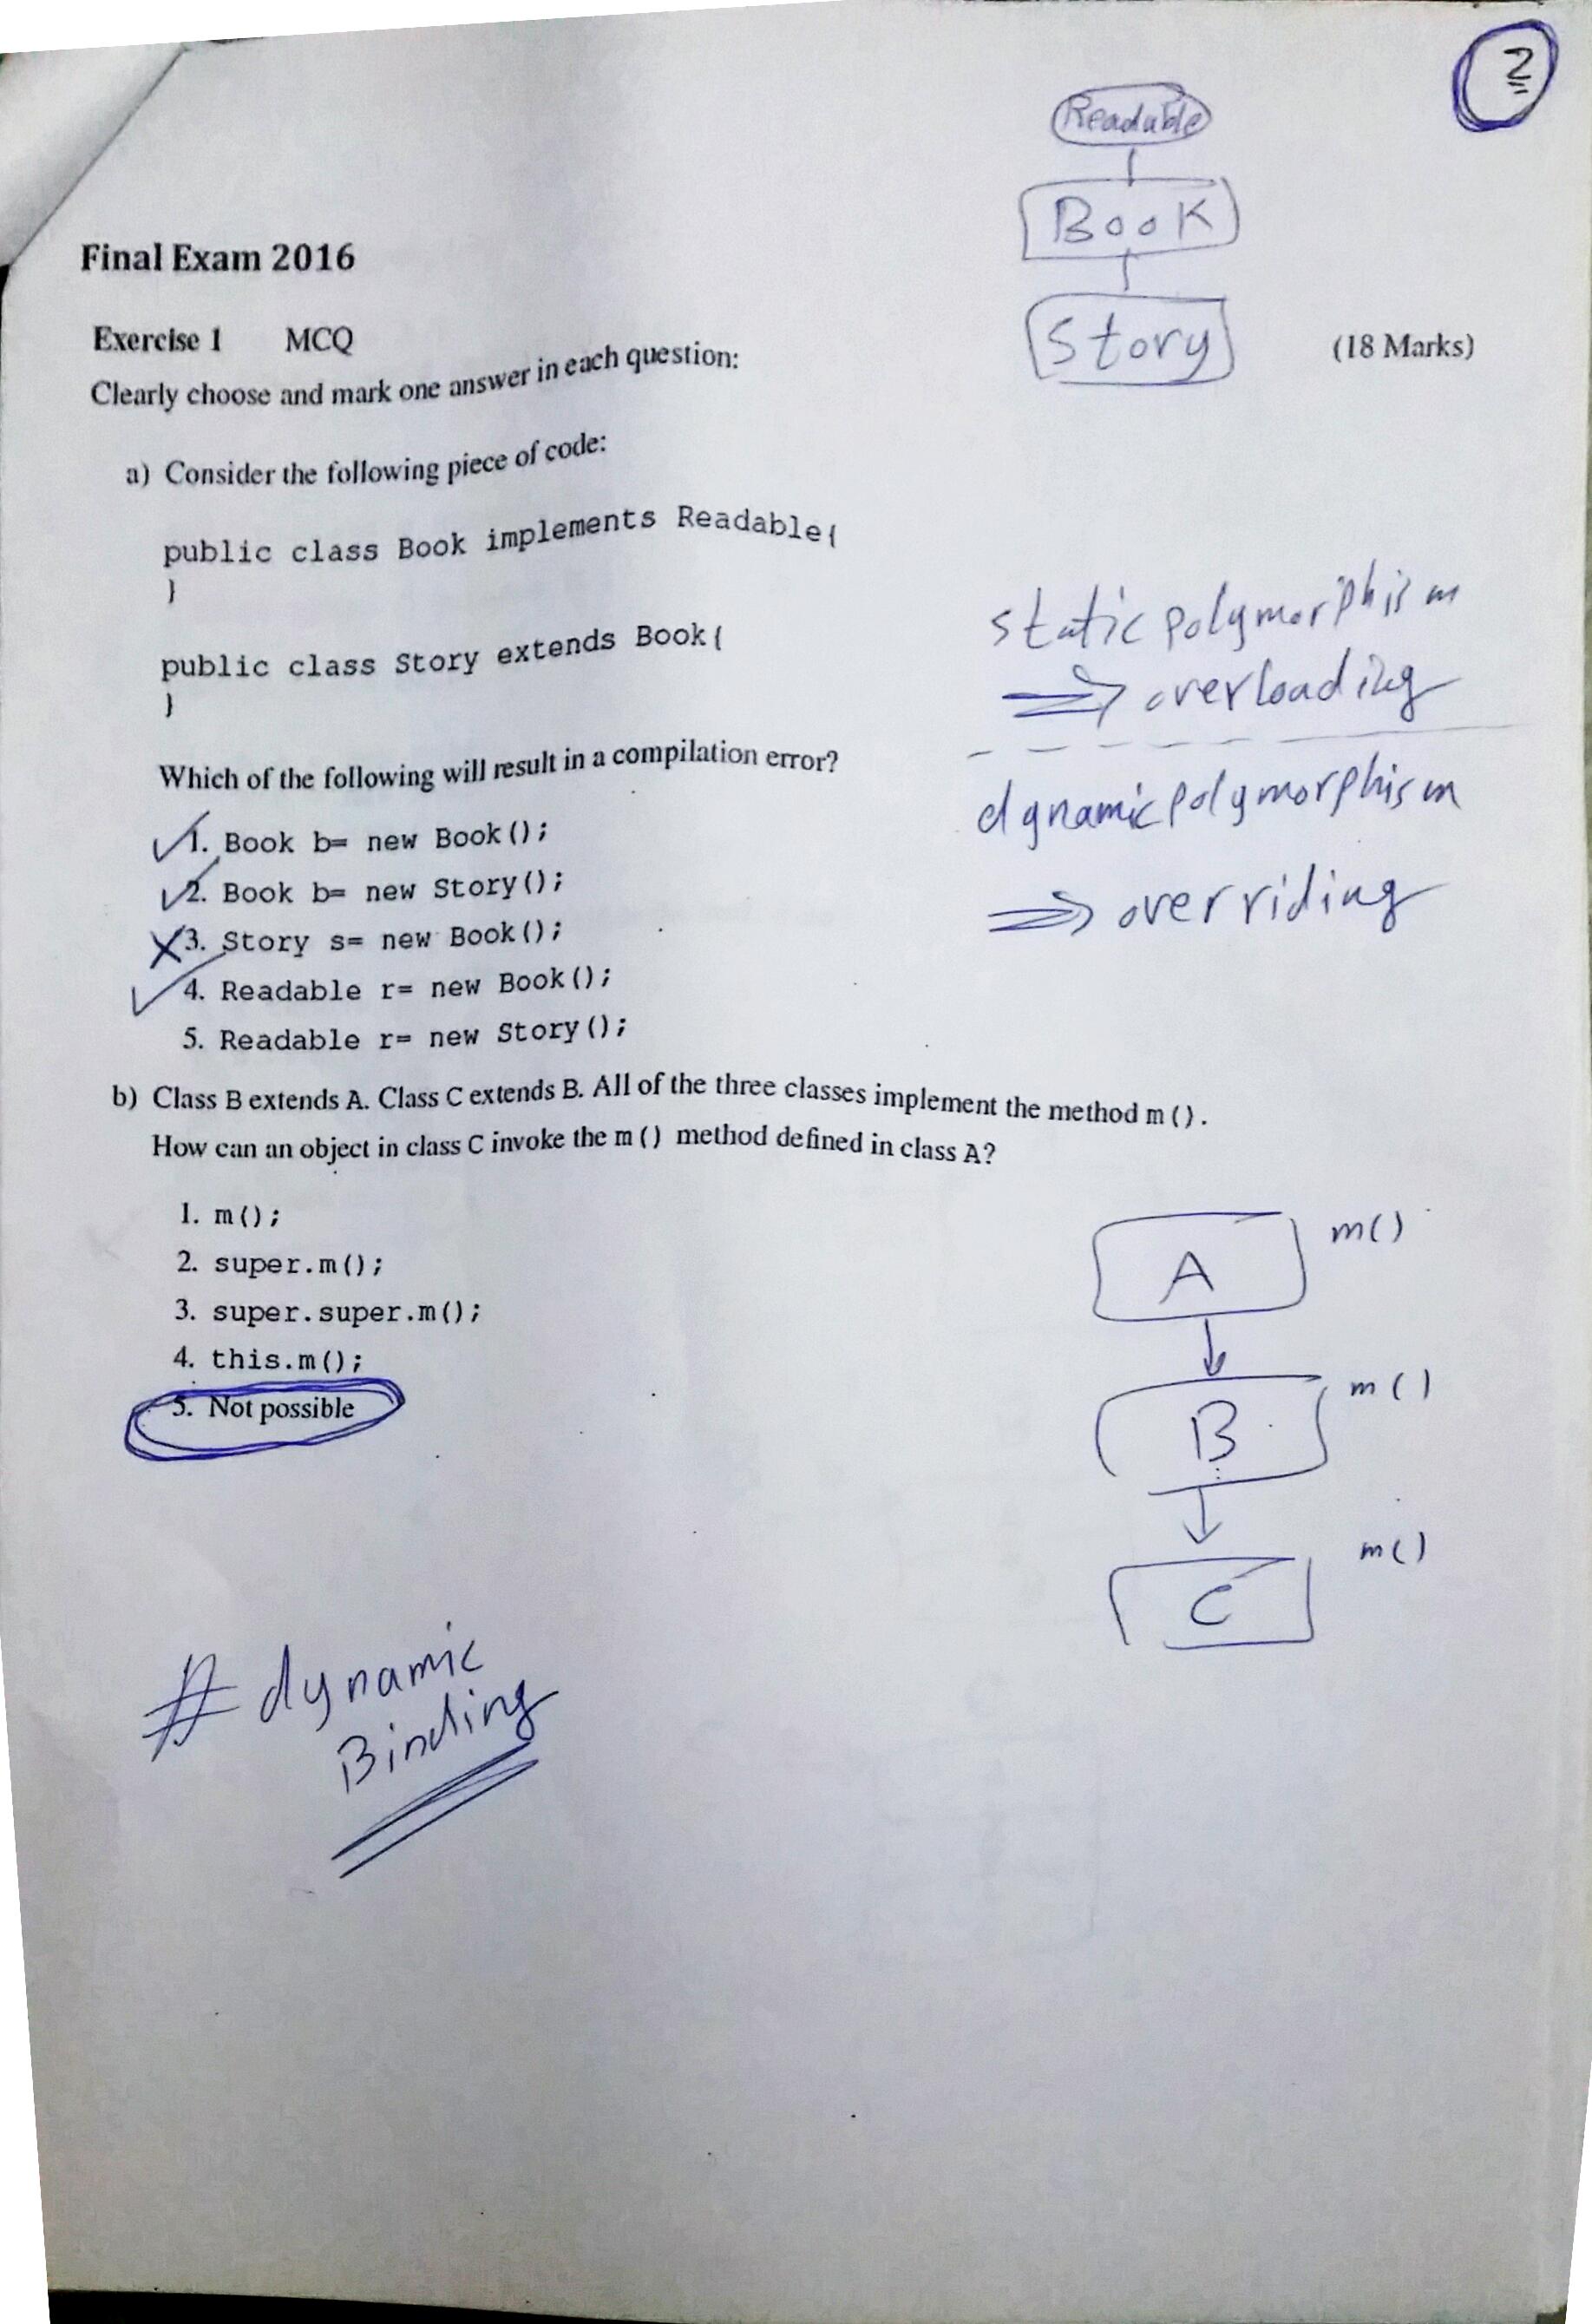 2
Readable
Book
Story
Final Exam 2016
Exercise 1 MCQ
(18 Marks)
Clearly choose and mark one answer in each question:
a) Consider the following piece of code:
public class Book implements Readable{
}
public class Story extends Book{
}
static polymorphism
⇒ overloading
dynamic polymorphism
⇒ overriding
Which of the following will result in a compilation error?
✓1. Book b= new Book();
✓2. Book b= new Story();
X3. Story s= new Book();
✓4. Readable r= new Book();
5. Readable r= new Story();
b) Class B extends A. Class C extends B. All of the three classes implement the method m().
How can an object in class C invoke the m() method defined in class A?
1. m();
2. super.m();
3. super.super.m();
4. this.m();
5. Not possible
A m()
B m()
C m()
# dynamic
Binding